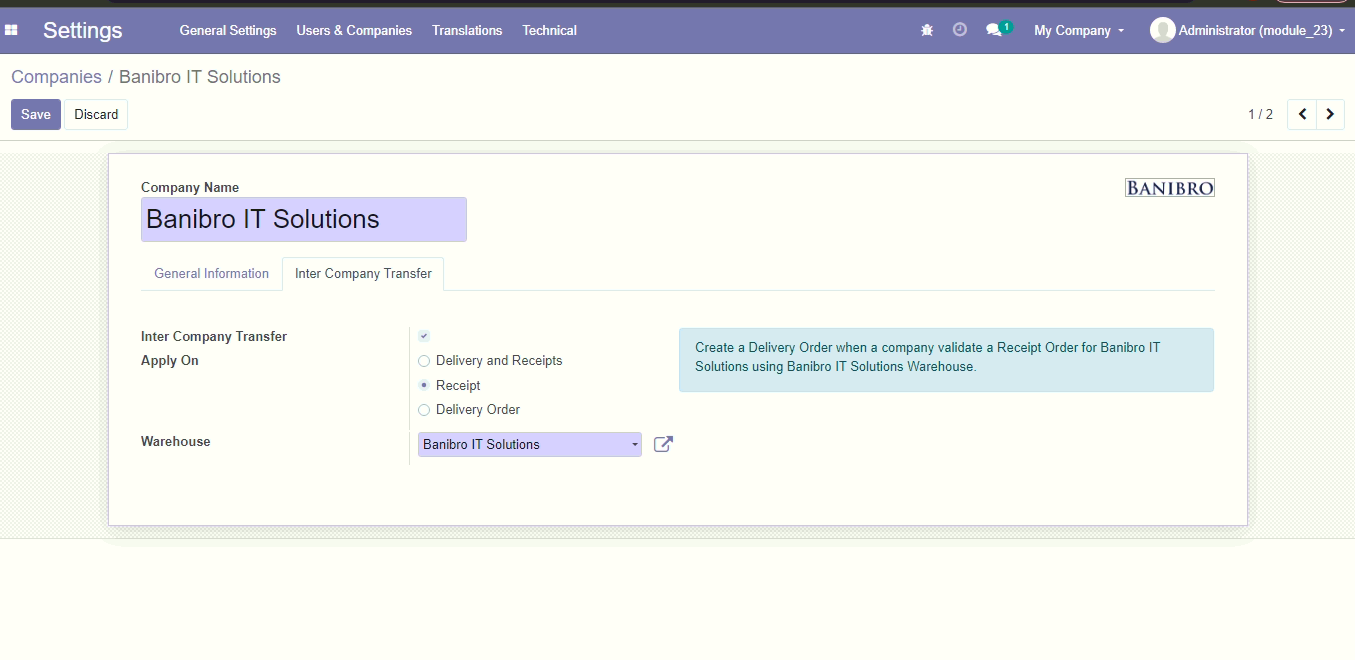 Settings General Settings Users & Companies Translations Technical 1 My Company Administrator (module_23)
Companies / Banibro IT Solutions
Save Discard 1 / 2
Company Name BANIBRO
Banibro IT Solutions
General Information Inter Company Transfer
Inter Company Transfer
Apply On
Delivery and Receipts
Receipt
Delivery Order
Warehouse Banibro IT Solutions
Create a Delivery Order when a company validate a Receipt Order for Banibro IT
Solutions using Banibro IT Solutions Warehouse.